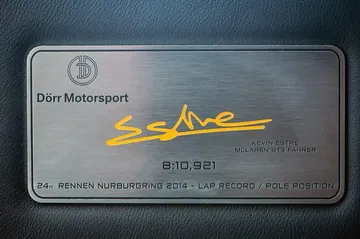 Dörr Motorsport
Estre
KEVIN ESTRE
MCLAREN GT3 FAHRER
8:10,921
24H RENNEN NURBURGRING 2014 - LAP RECORD / POLE POSITION